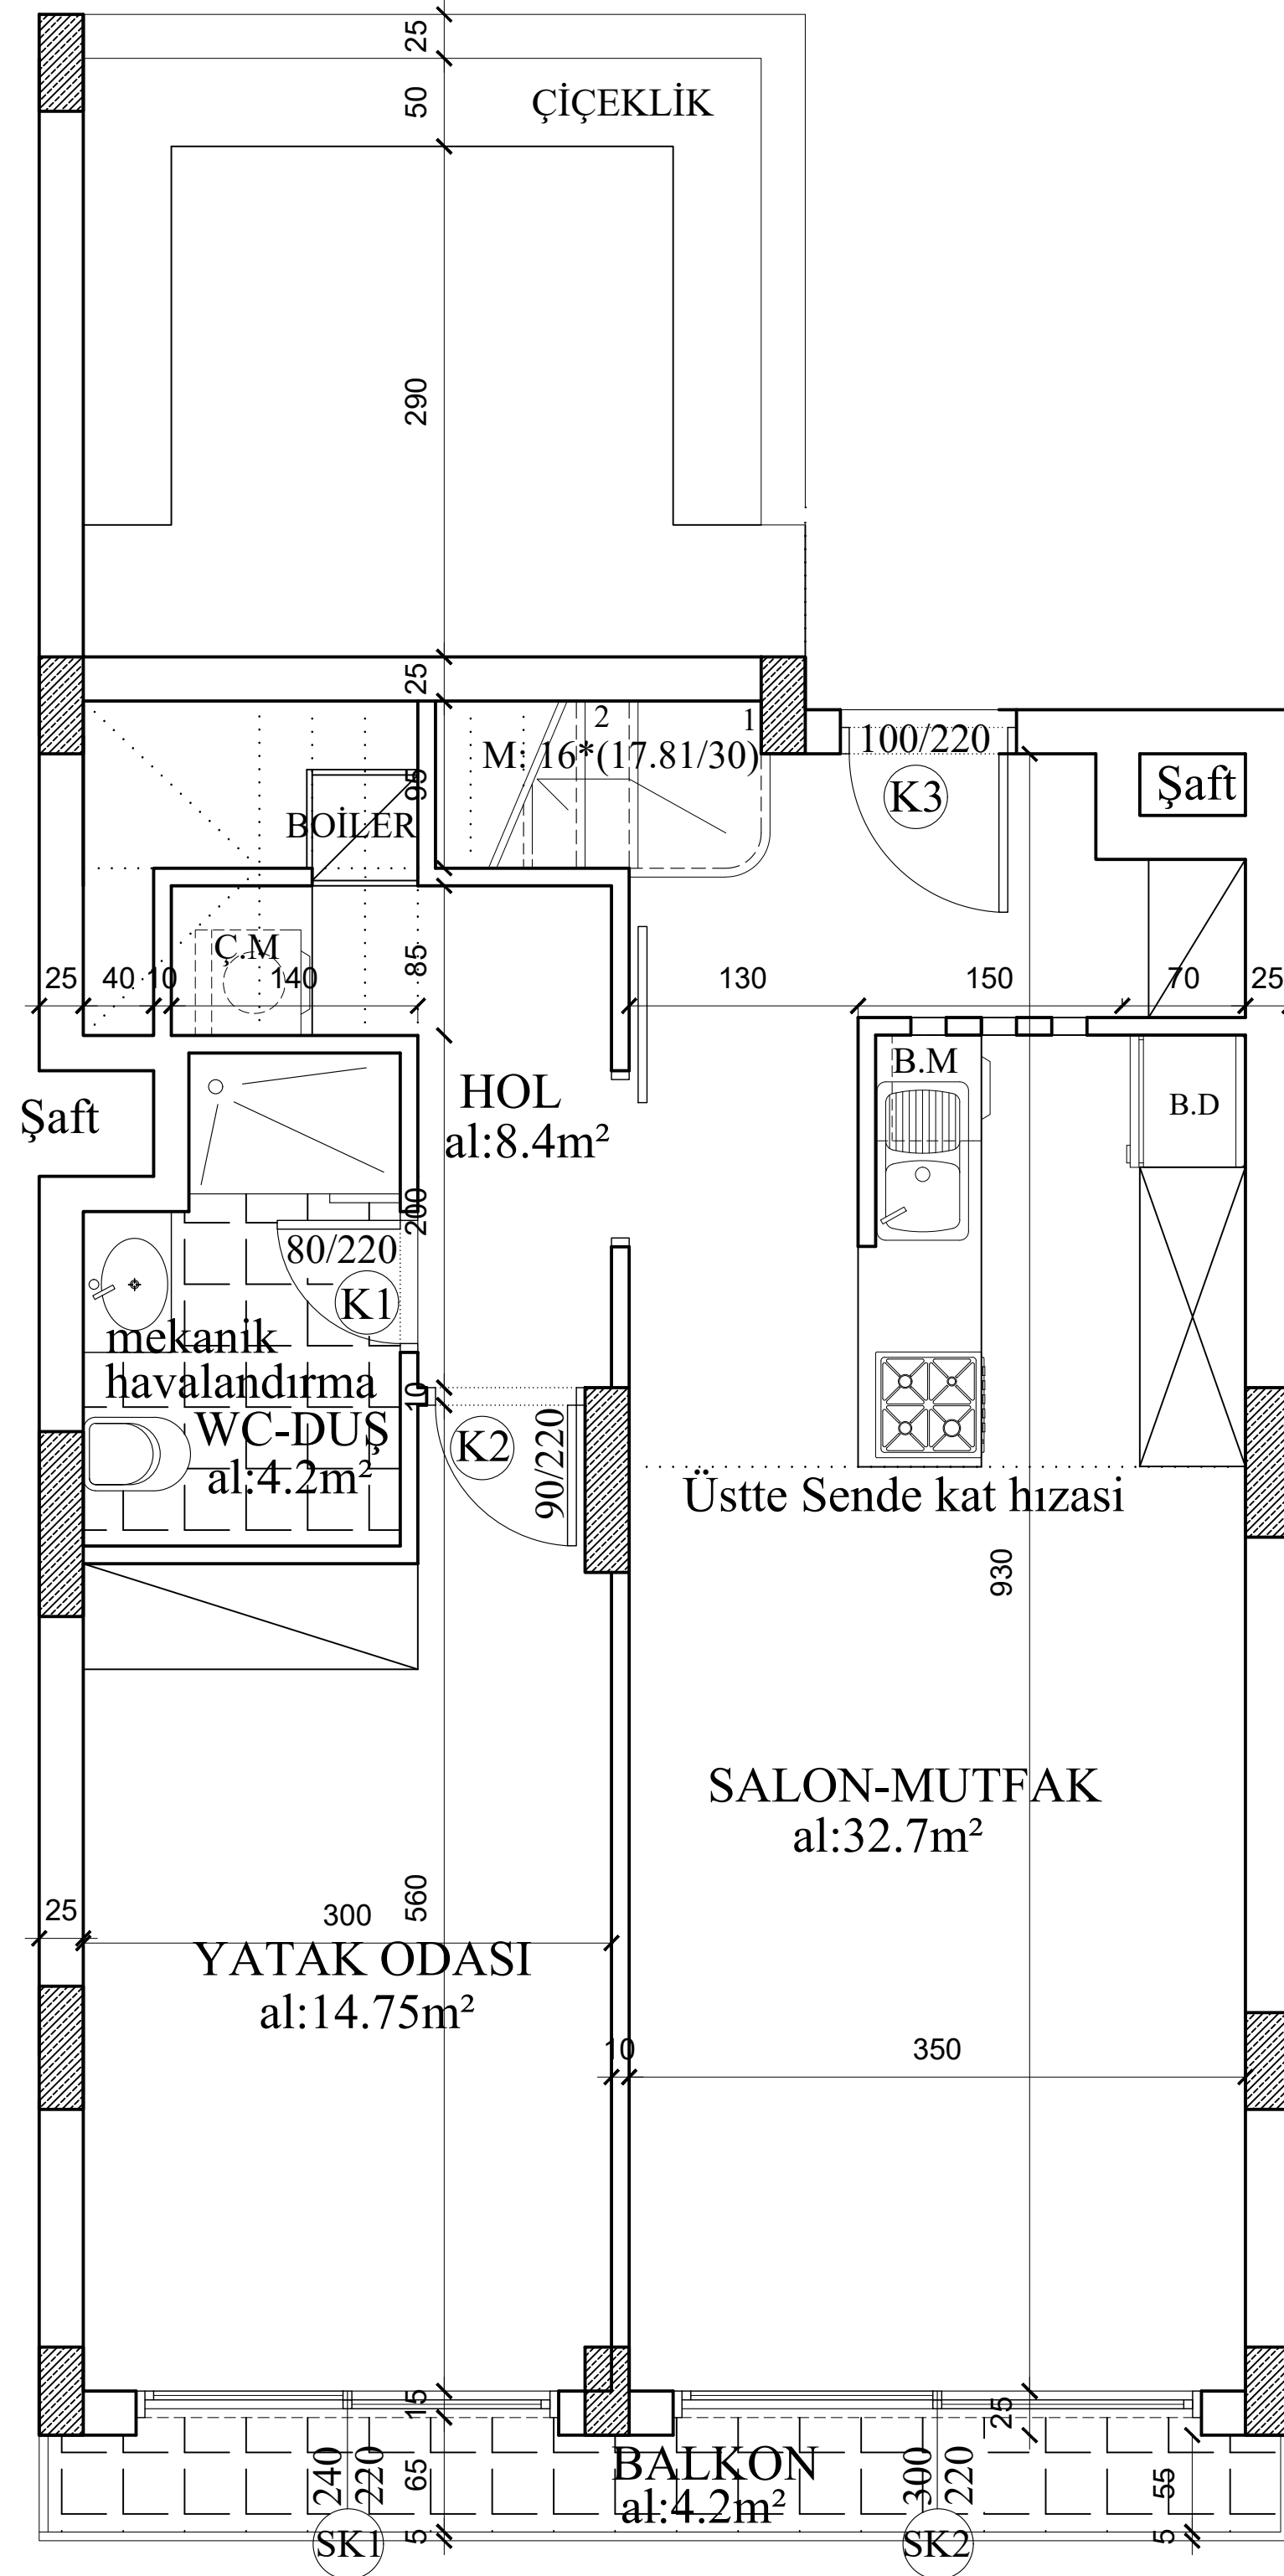 25
50
ÇİÇEKLİK
290
25
2
1
M: 16*(17.81/30)
100/220
K3
Şaft
95
BOİLER
Ç.M
85
25
40
10
140
130
150
70
25
B.M
B.D
HOL
al:8.4m²
Şaft
200
80/220
K1
mekanik
havalandırma
WC-DUŞ
al:4.2m²
10
K2
90/220
Üstte Sende kat hızasi
930
SALON-MUTFAK
al:32.7m²
560
25
300
YATAK ODASI
al:14.75m²
10
350
15
25
240
220
65
BALKON
al:4.2m²
300
220
55
5
5
SK1
SK2